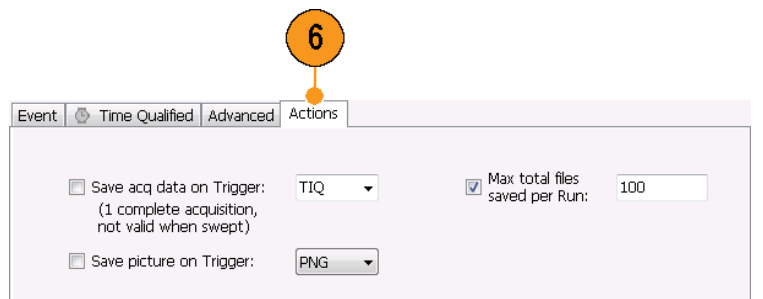 6
Event Time Qualified Advanced Actions
Save acq data on Trigger: TIQ
(1 complete acquisition,
not valid when swept)
Max total files
saved per Run: 100
Save picture on Trigger: PNG